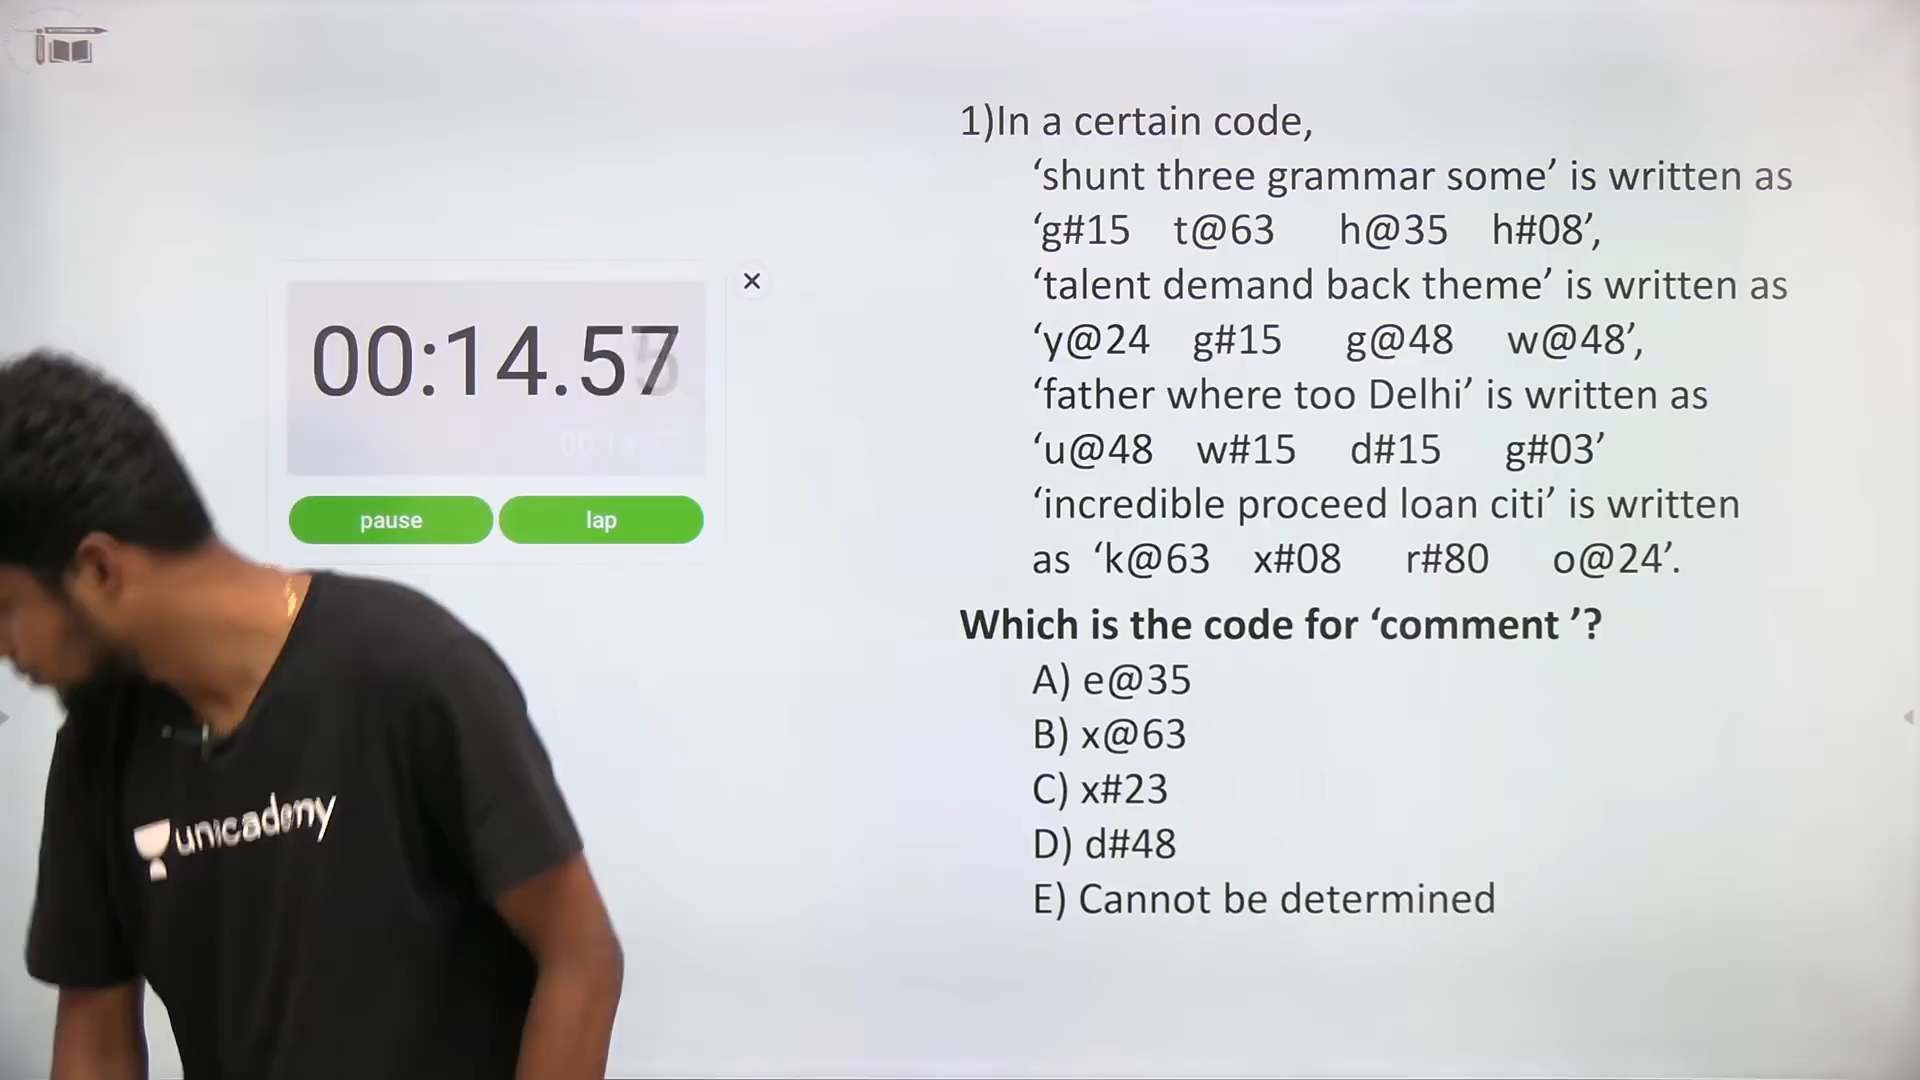 1)In a certain code,
‘shunt three grammar some’ is written as
‘g#15 t@63 h@35 h#08’,
‘talent demand back theme’ is written as
‘y@24 g#15 g@48 w@48’,
‘father where too Delhi’ is written as
‘u@48 w#15 d#15 g#03’
‘incredible proceed loan citi’ is written
as ‘k@63 x#08 r#80 o@24’.
Which is the code for ‘comment ’?
A) e@35
B) x@63
C) x#23
D) d#48
E) Cannot be determined
×
00:14.57
pause lap
unicademy